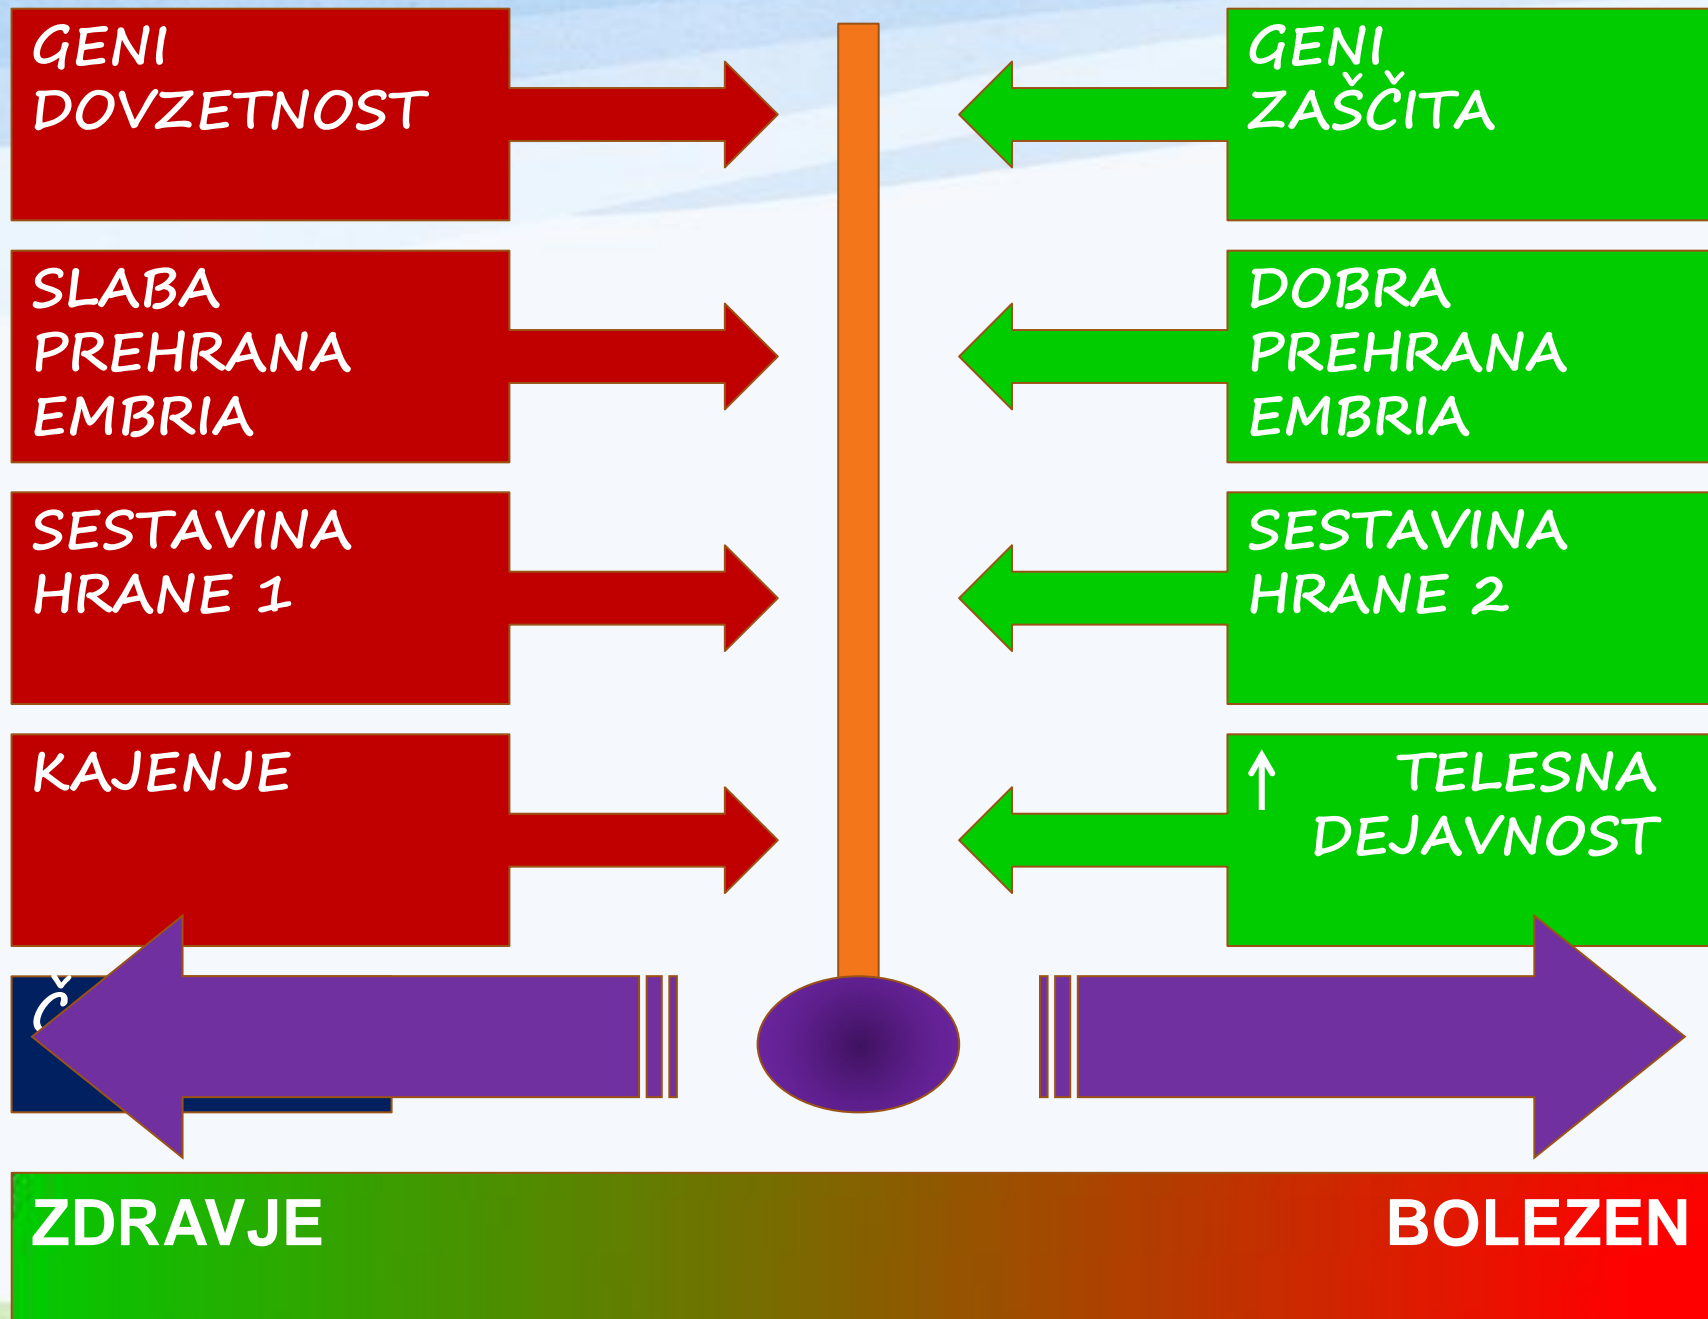 GENI
DOVZETNOST
GENI
ZAŠČITA
SLABA
PREHRANA
EMBRIA
DOBRA
PREHRANA
EMBRIA
SESTAVINA
HRANE 1
SESTAVINA
HRANE 2
KAJENJE
↑ TELESNA
DEJAVNOST
ZDRAVJE
BOLEZEN